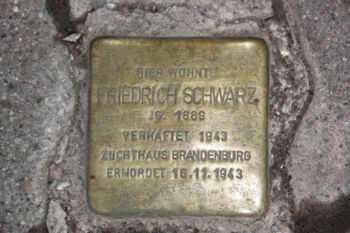 HIER WOHNTE
FRIEDRICH SCHWARZ
JG. 1889
VERHAFTET 1943
ZUCHTHAUS BRANDENBURG
ERMORDET 15.11.1943